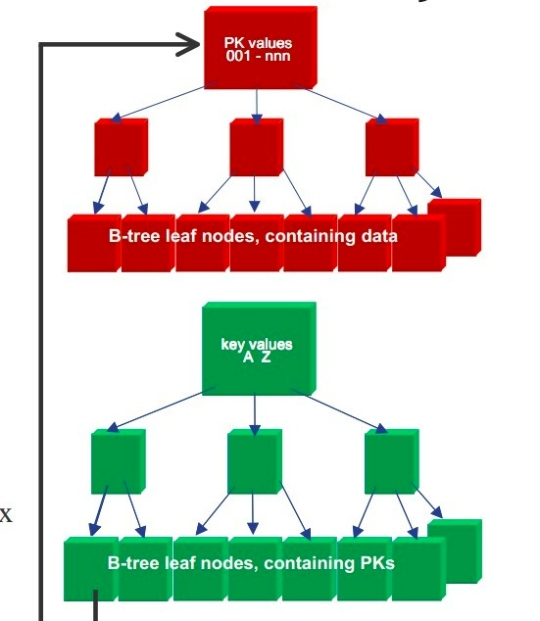 PK values
001 - nnn
B-tree leaf nodes, containing data
key values
A Z
x
B-tree leaf nodes, containing PKs